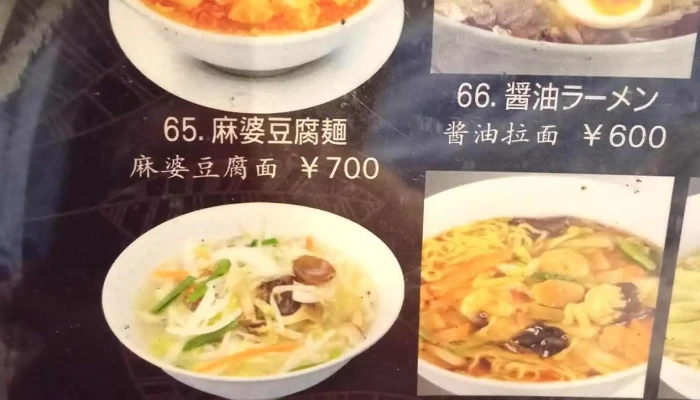 65. 麻婆豆腐麺
麻婆豆腐面 ￥700
66. 醤油ラーメン
酱油拉面 ￥600